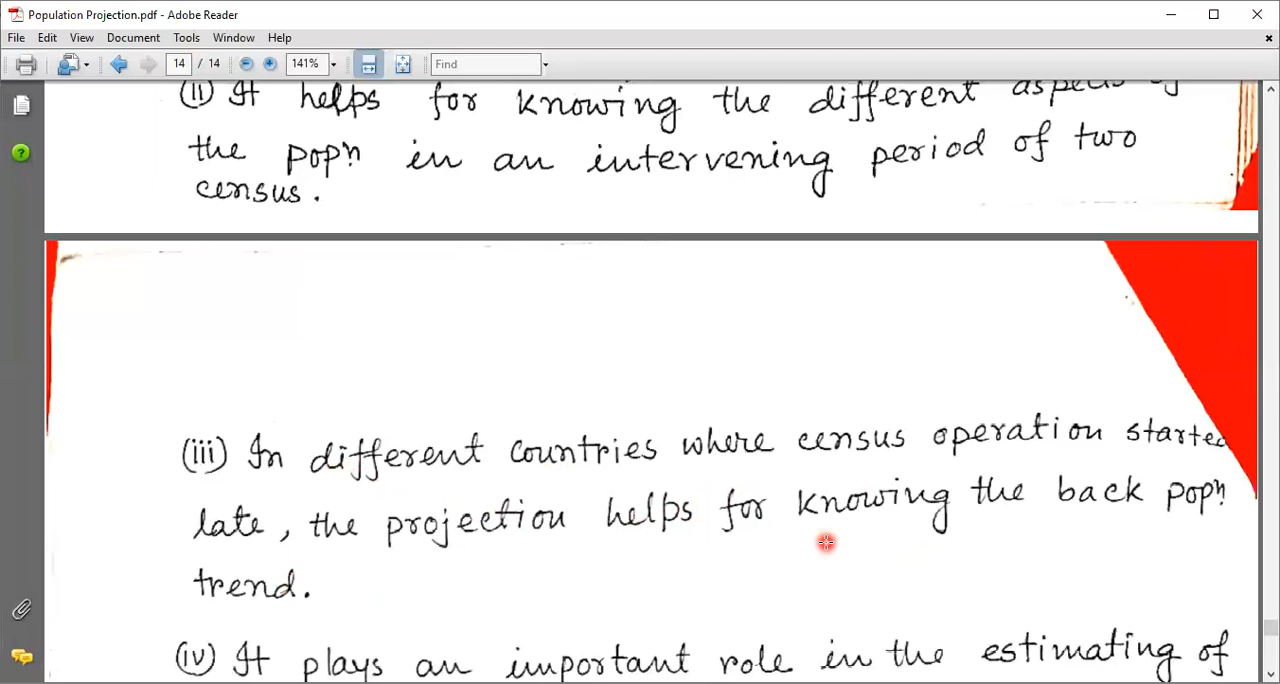 Population Projection.pdf - Adobe Reader
File Edit View Document Tools Window Help
14 / 14 141% Find
(ii) It helps for knowing the different aspects of
the popn in an intervening period of two
census.
(iii) In different countries where census operation started
late, the projection helps for knowing the back popn
trend.
(iv) It plays an important role in the estimating of